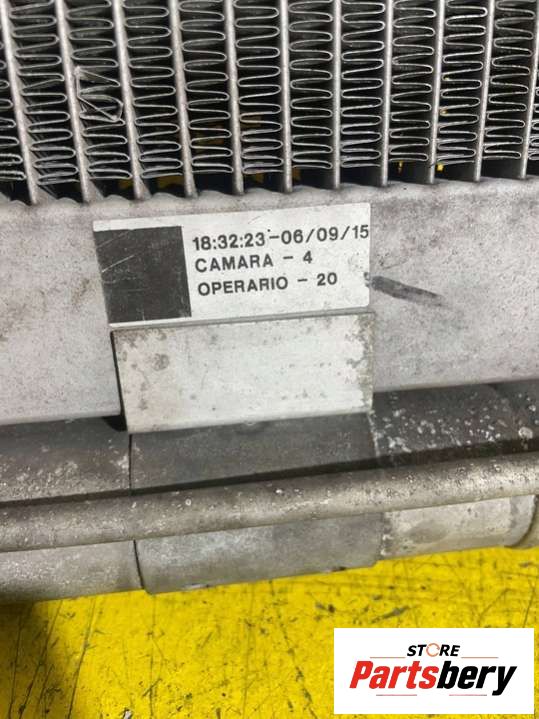 18:32:23-06/09/15
CAMARA - 4
OPERARIO - 20
STORE
Partsbery